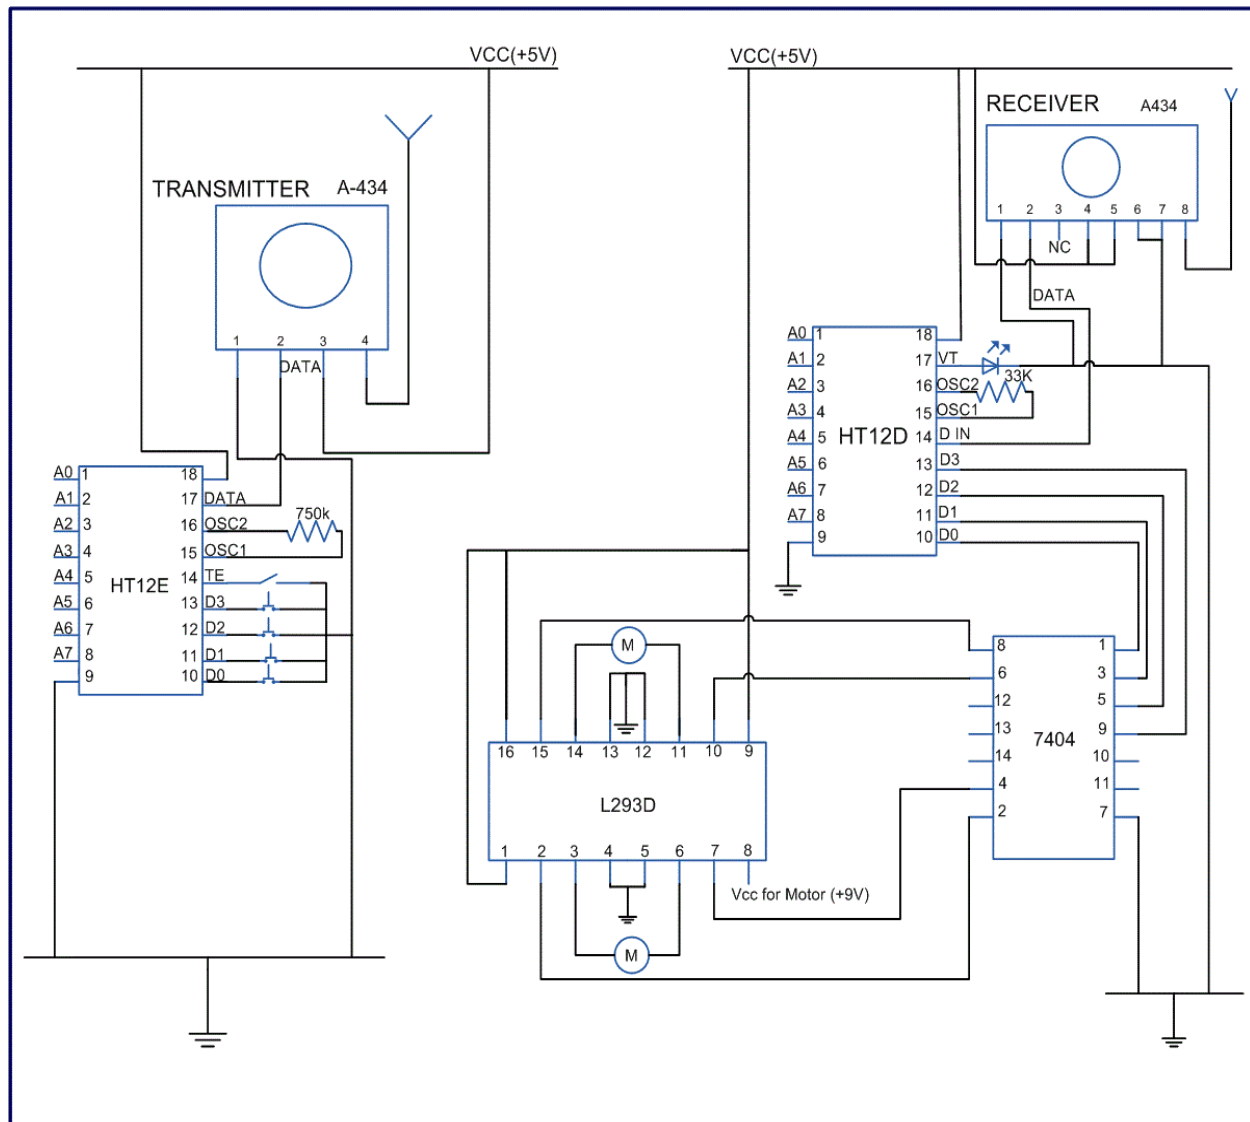 VCC(+5V)
TRANSMITTER A-434
1 2 3 4
DATA
A0 1 18
A1 2 17 DATA
A2 3 16 OSC2 750k
A3 4 15 OSC1
A4 5 14 TE
HT12E
A5 6 13 D3
A6 7 12 D2
A7 8 11 D1
9 10 D0
VCC(+5V)
RECEIVER A434
1 2 3 4 5 6 7 8
NC
DATA
A0 1 18
A1 2 17 VT
A2 3 16 OSC2 33K
A3 4 15 OSC1
A4 5 HT12D 14 D IN
A5 6 13 D3
A6 7 12 D2
A7 8 11 D1
9 10 D0
M
16 15 14 13 12 11 10 9
L293D
1 2 3 4 5 6 7 8
Vcc for Motor (+9V)
M
8 1
6 3
12 5
13 9
7404
14 10
4 11
2 7